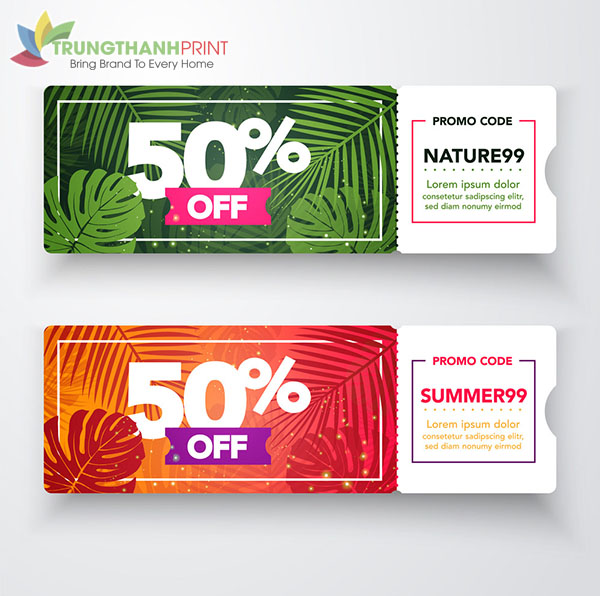 TRUNGTHANHPRINT
Bring Brand To Every Home
50%
OFF
PROMO CODE
NATURE99
Lorem ipsum dolor
consetetur sadipscing elitr,
sed diam nonumy eirmod
50%
OFF
PROMO CODE
SUMMER99
Lorem ipsum dolor
consetetur sadipscing elitr,
sed diam nonumy eirmod